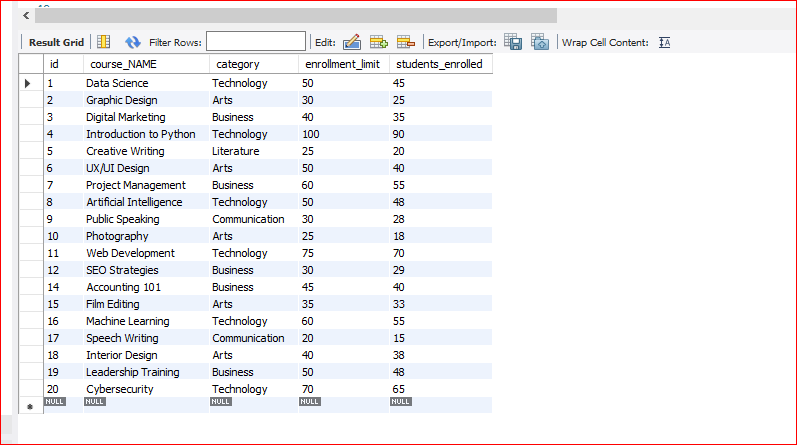 Result Grid Filter Rows: Edit: Export/Import: Wrap Cell Content: IA
id course_NAME category enrollment_limit students_enrolled
1 Data Science Technology 50 45
2 Graphic Design Arts 30 25
3 Digital Marketing Business 40 35
4 Introduction to Python Technology 100 90
5 Creative Writing Literature 25 20
6 UX/UI Design Arts 50 40
7 Project Management Business 60 55
8 Artificial Intelligence Technology 50 48
9 Public Speaking Communication 30 28
10 Photography Arts 25 18
11 Web Development Technology 75 70
12 SEO Strategies Business 30 29
14 Accounting 101 Business 45 40
15 Film Editing Arts 35 33
16 Machine Learning Technology 60 55
17 Speech Writing Communication 20 15
18 Interior Design Arts 40 38
19 Leadership Training Business 50 48
20 Cybersecurity Technology 70 65
NULL NULL NULL NULL NULL